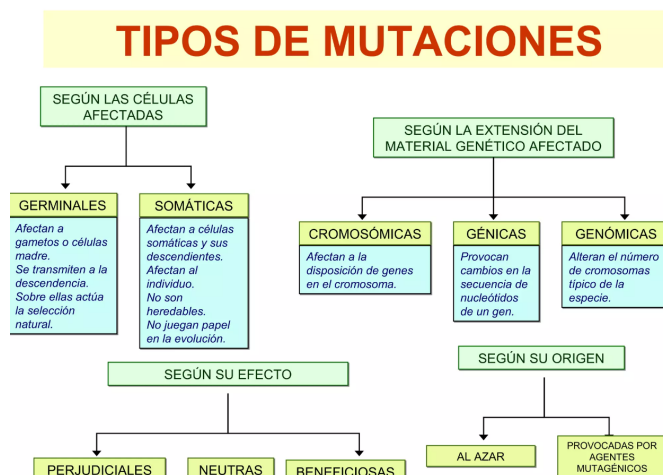 TIPOS DE MUTACIONES
SEGÚN LAS CÉLULAS
AFECTADAS
GERMINALES
Afectan a
gametos o células
madre.
Se transmiten a la
descendencia.
Sobre ellas actúa
la selección
natural.
SOMÁTICAS
Afectan a células
somáticas y sus
descendientes.
Afectan al
individuo.
No son
heredables.
No juegan papel
en la evolución.
SEGÚN LA EXTENSIÓN DEL
MATERIAL GENÉTICO AFECTADO
CROMOSÓMICAS
Afectan a la
disposición de genes
en el cromosoma.
GÉNICAS
Provocan
cambios en la
secuencia de
nucleótidos
de un gen.
GENÓMICAS
Alteran el número
de cromosomas
típico de la
especie.
SEGÚN SU EFECTO
PERJUDICIALES
NEUTRAS
BENEFICIOSAS
SEGÚN SU ORIGEN
AL AZAR
PROVOCADAS POR
AGENTES
MUTAGÉNICOS